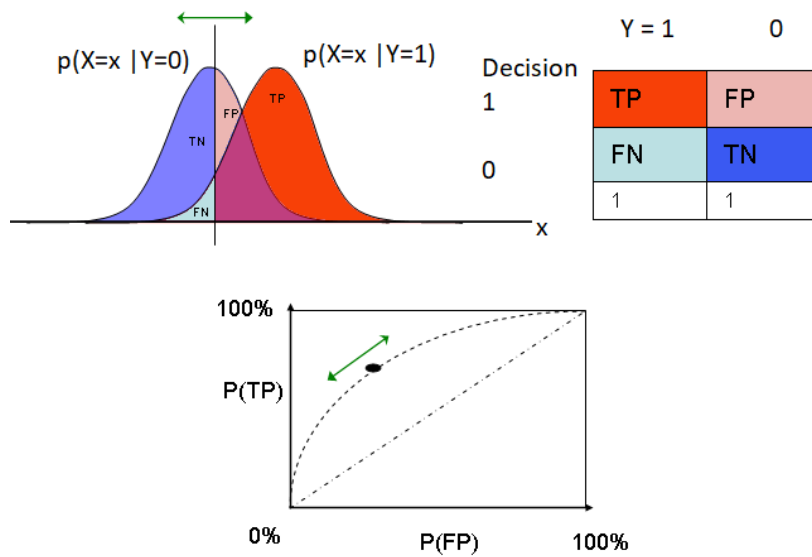 p(X=x |Y=0)
p(X=x |Y=1)
TN
FP
TP
FN
x
Y = 1 0
Decision
1
0
TP FP
FN TN
1 1
100%
P(TP)
0%
P(FP)
100%